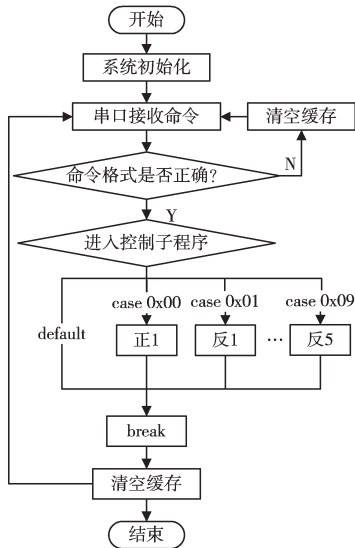 开始
系统初始化
串口接收命令
清空缓存
命令格式是否正确?
N
Y
进入控制子程序
case 0x00
case 0x01
case 0x09
default
正1
反1
…
反5
break
清空缓存
结束